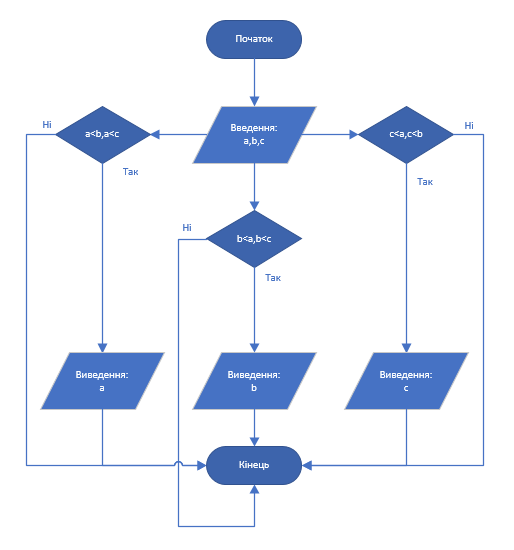 Початок
Ні
a<b,a<c
Введення:
a,b,c
c<a,c<b
Ні
Так
Так
Ні
b<a,b<c
Так
Виведення:
a
Виведення:
b
Виведення:
c
Кінець